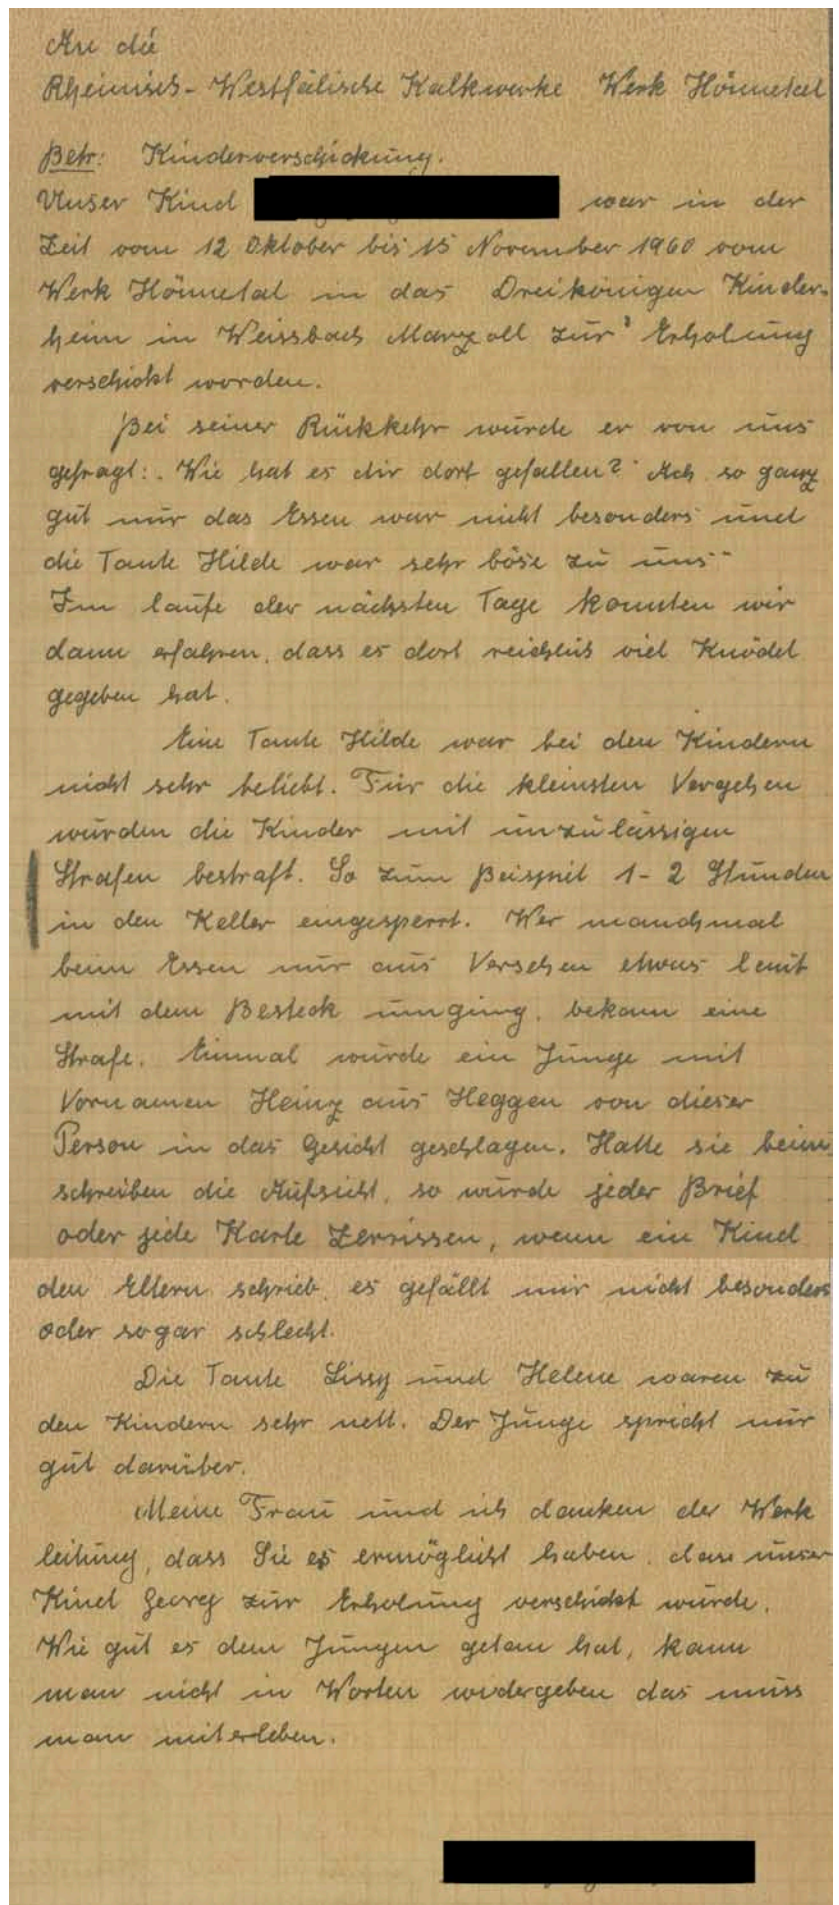 An die
Rheinisch-Westfälische Kalkwerke Werk Hönnetal
Betr: Kinderverschickung.
Unser Kind war in der
Zeit vom 12 Oktober bis 15 November 1960 vom
Werk Hönnetal in das Dreikönigen Kinder-
heim in Weissbach Marzoll zur Erholung
verschickt worden.
Bei seiner Rückkehr wurde er von uns
gefragt: "Wie hat es dir dort gefallen?" Ach so ganz
gut nur das Essen war nicht besonders und
die Tante Hilde war sehr böse zu uns"
Im laufe der nächsten Tage konnten wir
dann erfahren, dass es dort reichlich viel Knödel
gegeben hat.
Eine Tante Hilde war bei den Kindern
nicht sehr beliebt. Für die kleinsten Vergehen
wurden die Kinder mit unzulässigen
Strafen bestraft. So zum Beispiel 1-2 Stunden
in den Keller eingesperrt. Wer manchmal
beim Essen nur aus Versehen etwas laut
mit dem Besteck umging, bekam eine
Strafe. Einmal wurde ein Junge mit
Vornamen Heinz aus Heggen von dieser
Person in das Gesicht geschlagen. Hatte sie beim
schreiben die Aufsicht, so wurde jeder Brief
oder jede Karte zerrissen, wenn ein Kind
den Eltern schrieb, es gefällt mir nicht besonders
oder sogar schlecht.
Die Tante Lissy und Helene waren zu
den Kindern sehr nett. Der Junge spricht nur
gut darüber.
Meine Frau und ich danken der Werk
leitung, dass Sie es ermöglicht haben, dass unser
Kind Georg zur Erholung verschickt wurde.
Wie gut es dem Jungen getan hat, kann
man nicht in Worten widergeben das muss
man miterleben.